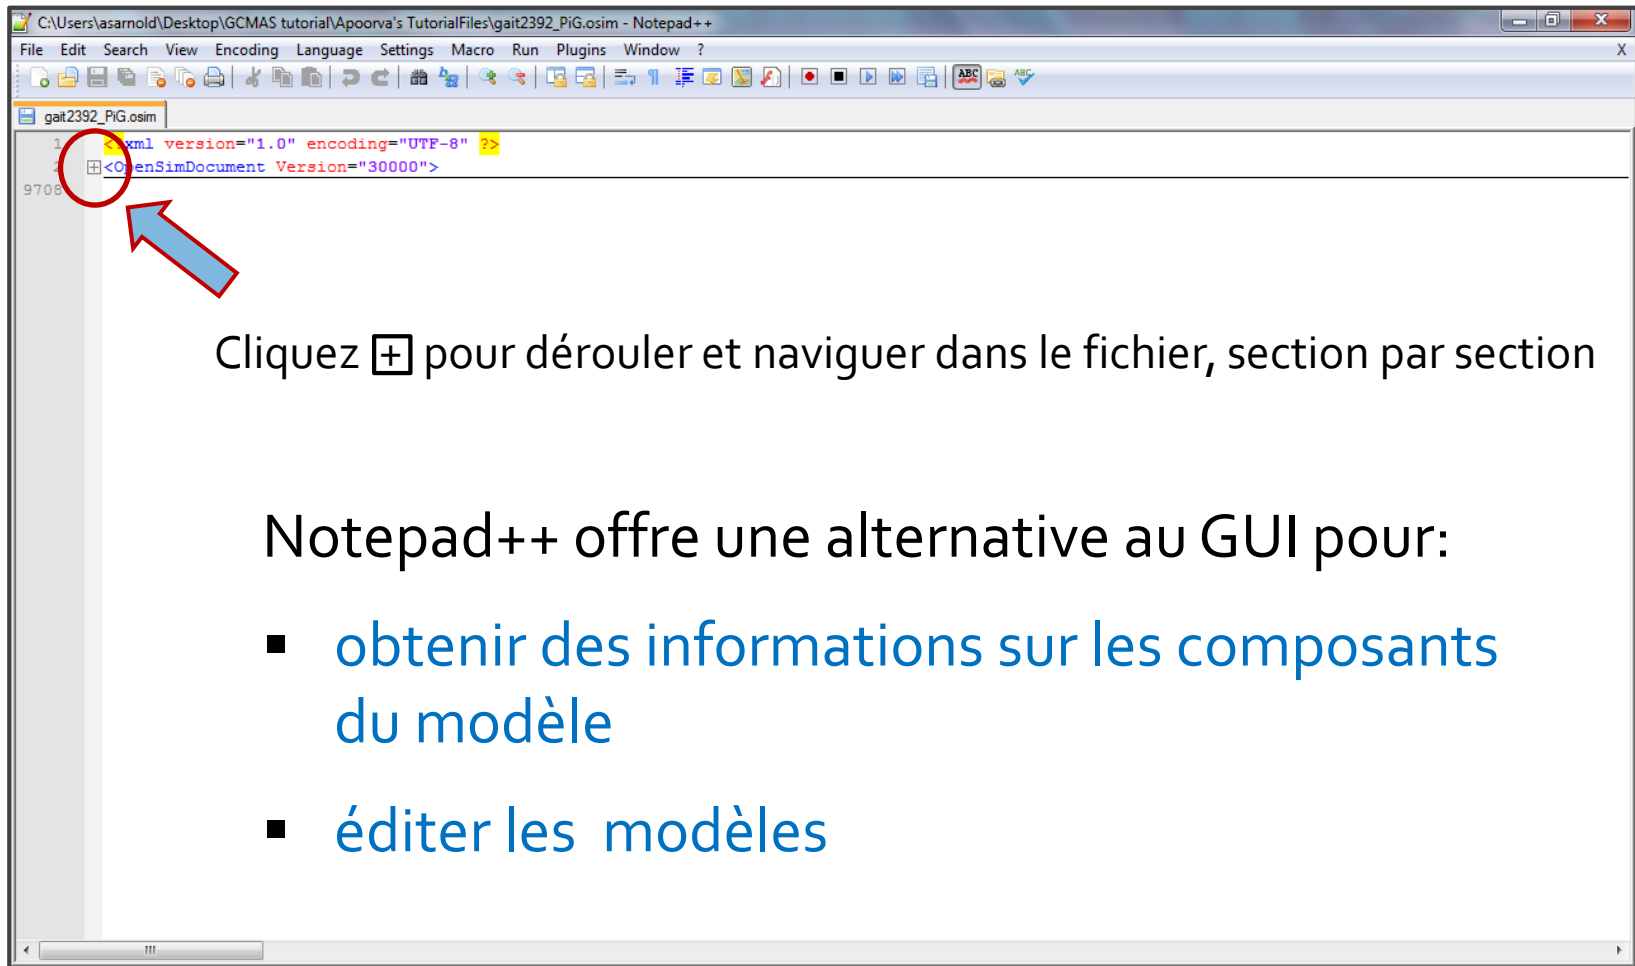 C:\Users\asarnold\Desktop\GCMAS tutorial\Apoorva's TutorialFiles\gait2392_PiG.osim - Notepad++
File Edit Search View Encoding Language Settings Macro Run Plugins Window ? X
gait2392_PiG.osim
1 <?xml version="1.0" encoding="UTF-8" ?>
2 <OpenSimDocument Version="30000">
9708
Cliquez + pour dérouler et naviguer dans le fichier, section par section
Notepad++ offre une alternative au GUI pour:
▪ obtenir des informations sur les composants
du modèle
▪ éditer les modèles